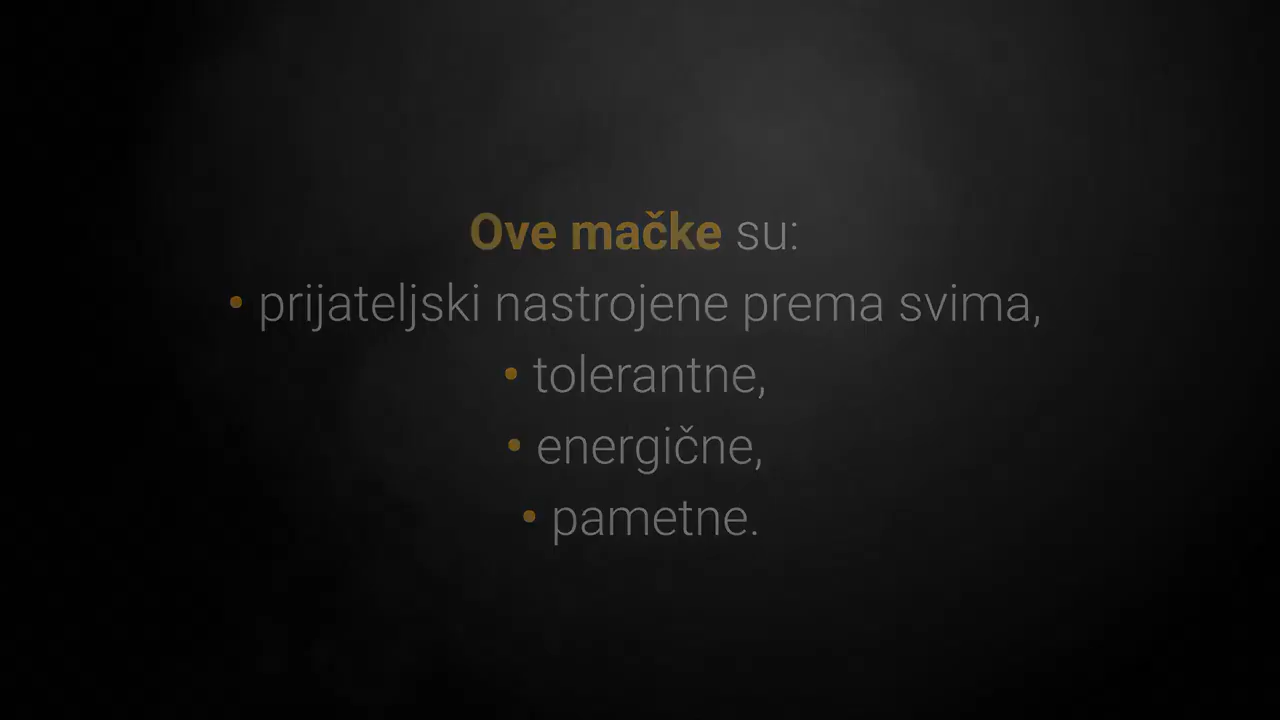 Ove mačke su:
• prijateljski nastrojene prema svima,
• tolerantne,
• energične,
• pametne.